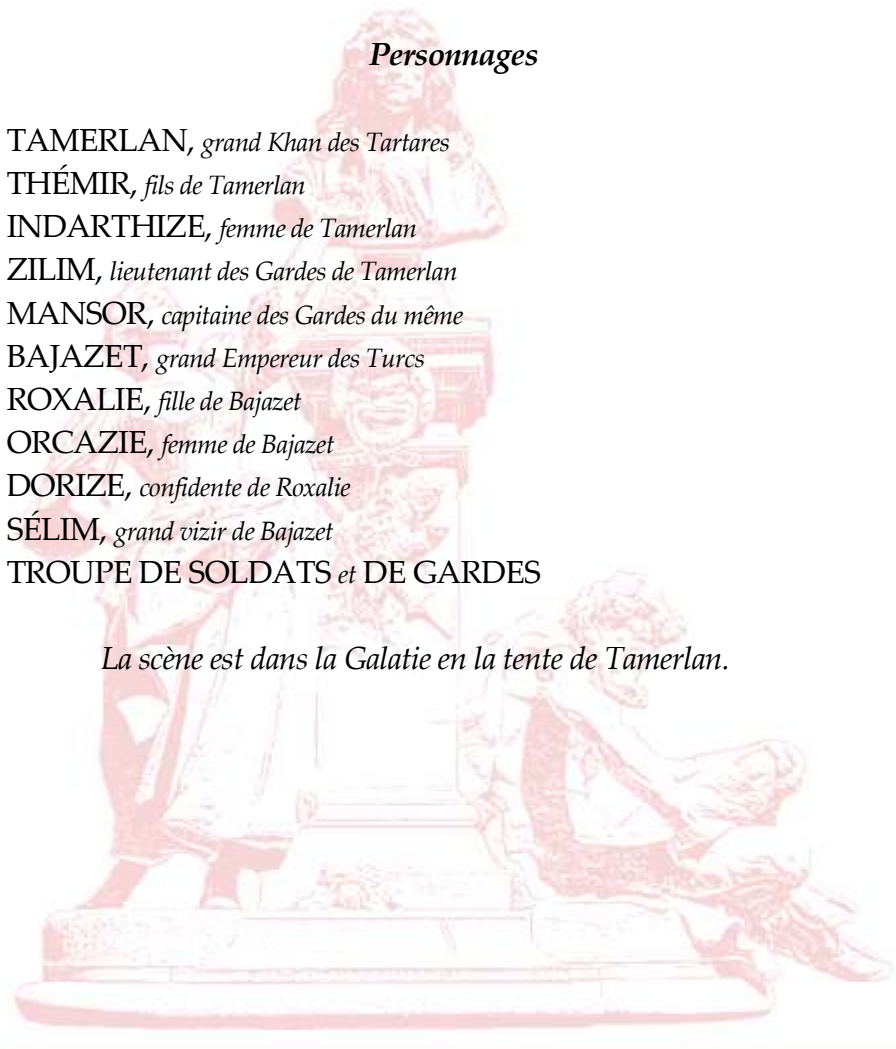 Personnages
TAMERLAN, grand Khan des Tartares
THÉMIR, fils de Tamerlan
INDARTHIZE, femme de Tamerlan
ZILIM, lieutenant des Gardes de Tamerlan
MANSOR, capitaine des Gardes du même
BAJAZET, grand Empereur des Turcs
ROXALIE, fille de Bajazet
ORCAZIE, femme de Bajazet
DORIZE, confidente de Roxalie
SÉLIM, grand vizir de Bajazet
TROUPE DE SOLDATS et DE GARDES
La scène est dans la Galatie en la tente de Tamerlan.